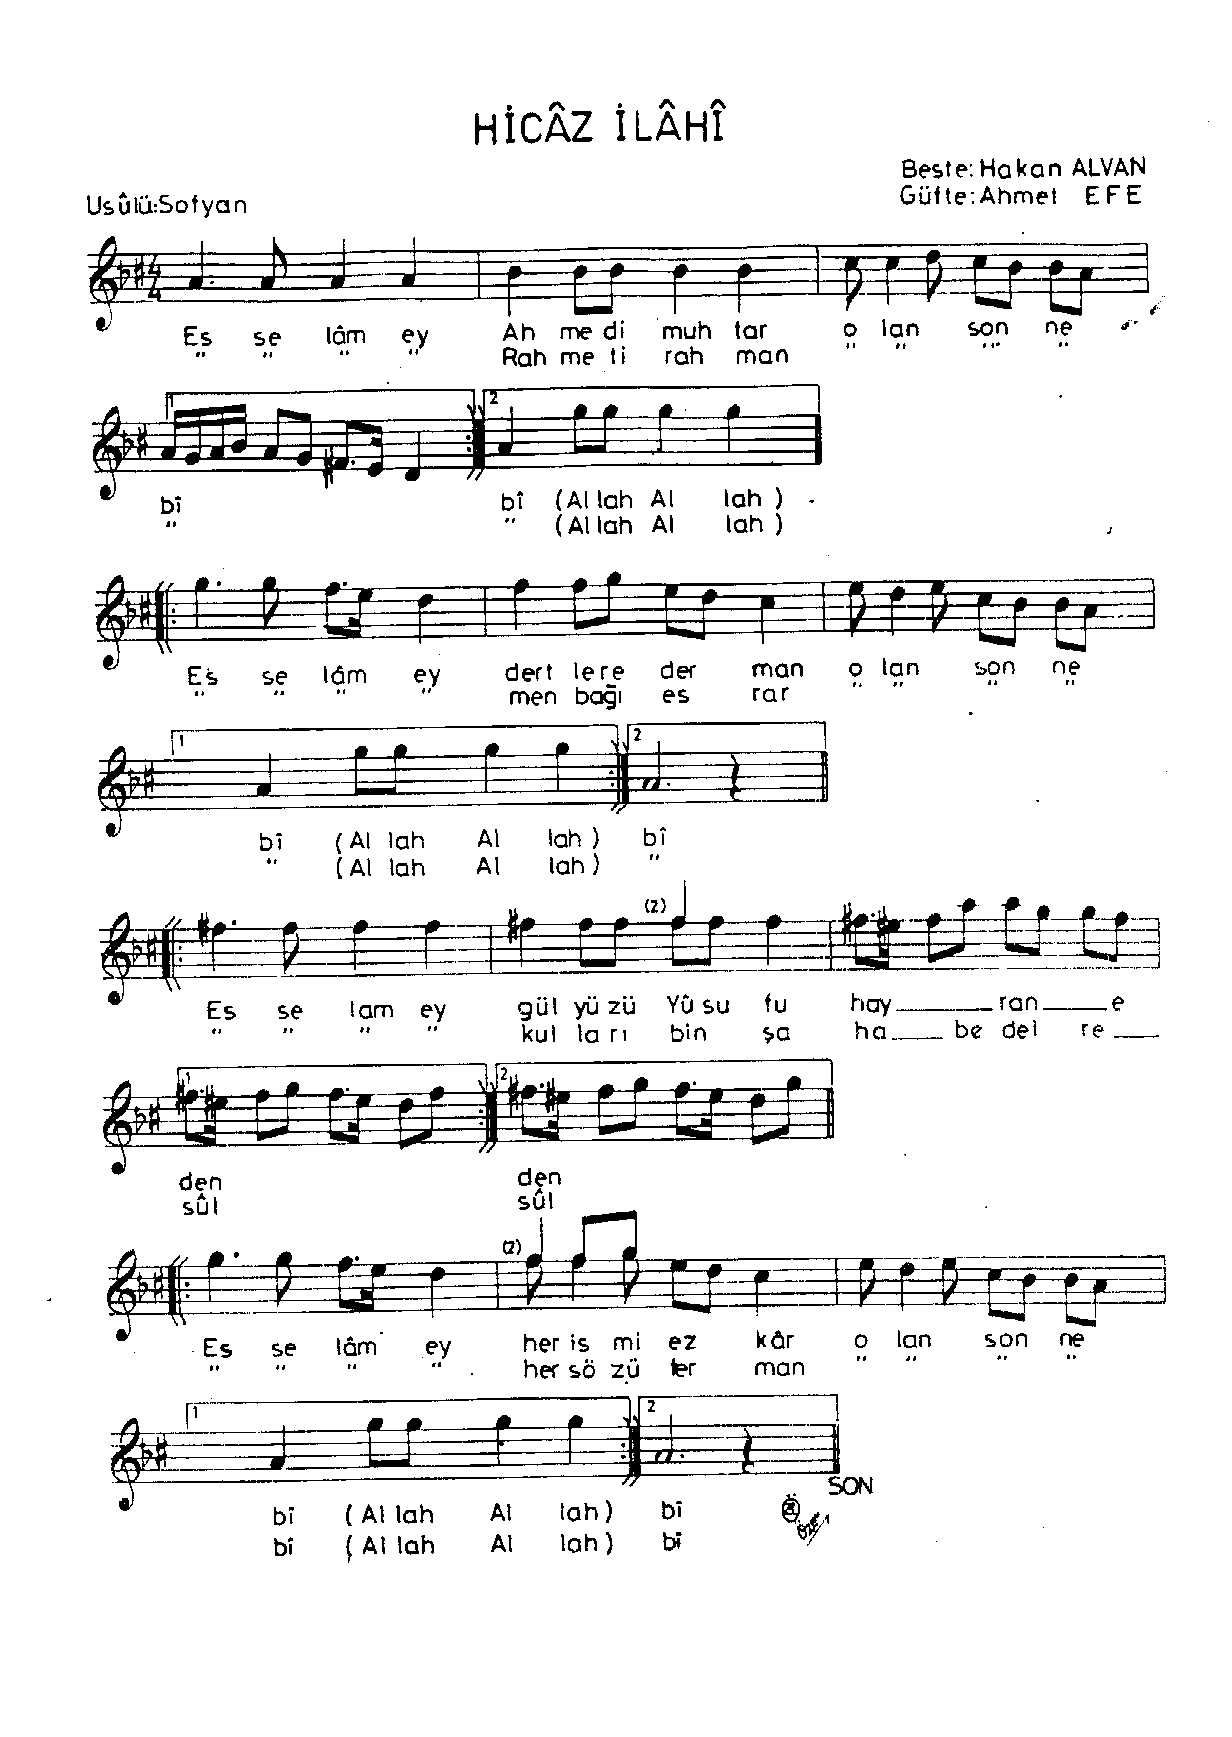 HİCÂZ İLÂHÎ
Beste: Hakan ALVAN
Usûlü: Sofyan
Güfte: Ahmet EFE
4
4
Es se lâm ey Ah me di muh tar o lan son ne
" " " " Rah me ti rah man " " " "
1 2
bî bî (Al lah Al lah)
" " (Al lah Al lah)
Es se lâm ey dert lere der man o lan son ne
" " " " men bağı es rar " " " "
1 2
bî (Al lah Al lah) bî
" (Al lah Al lah) "
(2)
Es se lam ey gül yü zü Yû su fu hay ran e
" " " " kul la rı bin şa ha be del re
1 2
den den
sûl sûl
(2)
Es se lâm ey her is mi ez kâr o lan son ne
" " " " her sö zü ter man " " " "
1 2
SON
bî (Al lah Al lah) bî
bî (Al lah Al lah) bî